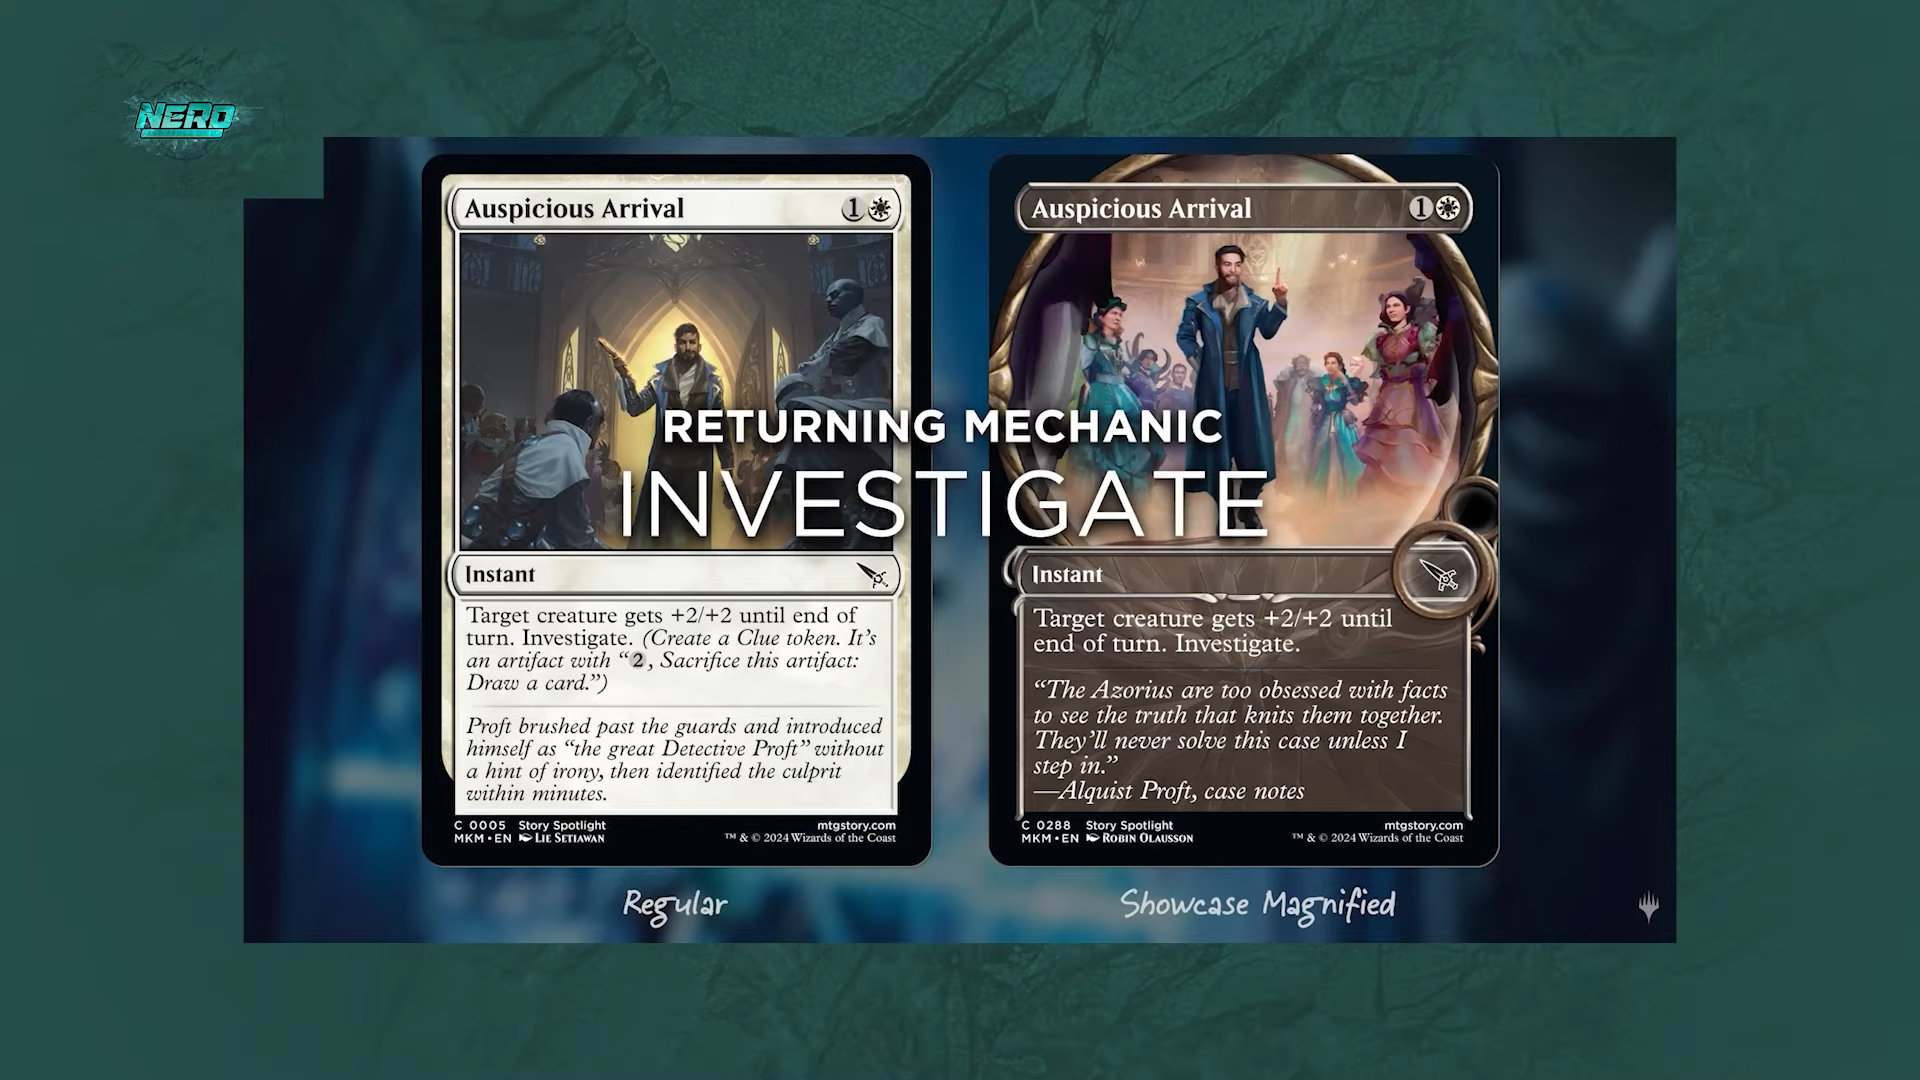 NERD
Auspicious Arrival 1
Instant
Target creature gets +2/+2 until end of
turn. Investigate. (Create a Clue token. It's
an artifact with “2, Sacrifice this artifact:
Draw a card.”)
Proft brushed past the guards and introduced
himself as “the great Detective Proft” without
a hint of irony, then identified the culprit
within minutes.
C 0005 Story Spotlight mtgstory.com
MKM • EN LIE SETIAWAN ™ & © 2024 Wizards of the Coast
Regular
Auspicious Arrival 1
Instant
Target creature gets +2/+2 until
end of turn. Investigate.
“The Azorius are too obsessed with facts
to see the truth that knits them together.
They'll never solve this case unless I
step in.”
—Alquist Proft, case notes
C 0288 Story Spotlight mtgstory.com
MKM • EN ROBIN OLAUSSON ™ & © 2024 Wizards of the Coast
Showcase Magnified
RETURNING MECHANIC
INVESTIGATE